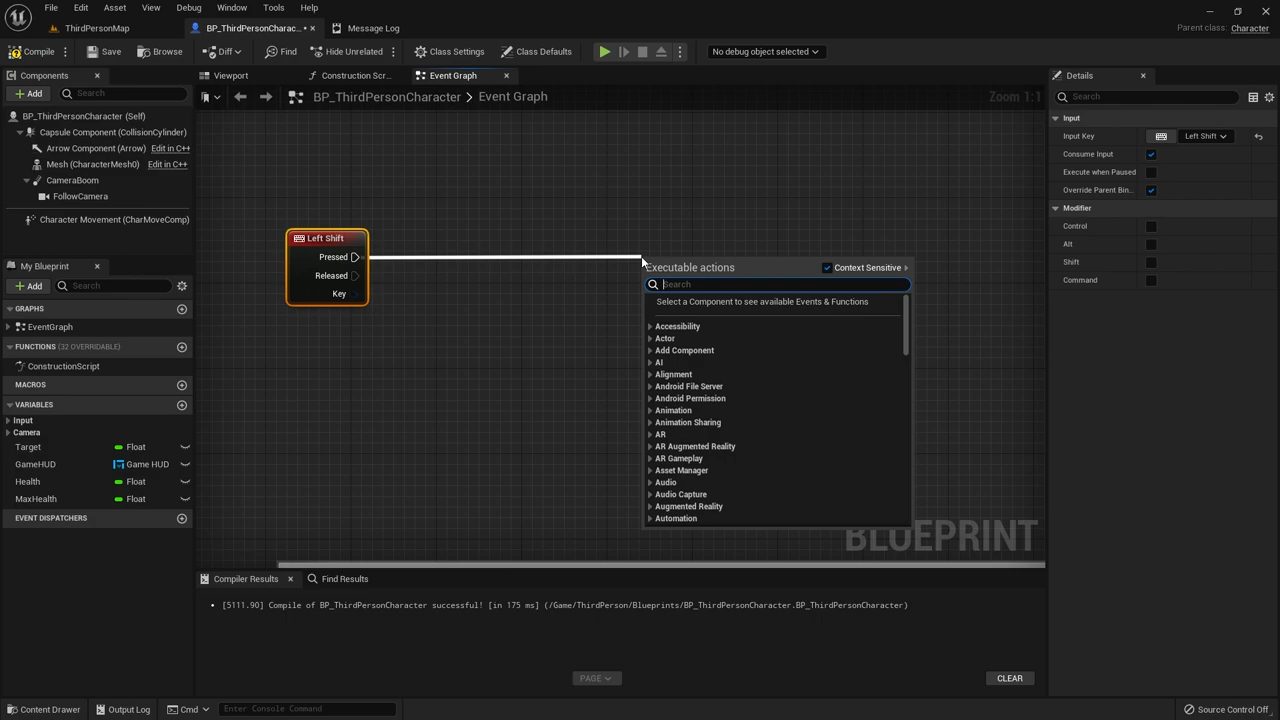 File Edit Asset View Debug Window Tools Help
ThirdPersonMap BP_ThirdPersonCharac... Message Log
Parent class: Character
Compile Save Browse Diff Find Hide Unrelated Class Settings Class Defaults No debug object selected
Components
Add Search
BP_ThirdPersonCharacter (Self)
Capsule Component (CollisionCylinder)
Arrow Component (Arrow) Edit in C++
Mesh (CharacterMesh0) Edit in C++
CameraBoom
FollowCamera
Character Movement (CharMoveComp)
My Blueprint
Add Search
GRAPHS
EventGraph
FUNCTIONS (32 OVERRIDABLE)
ConstructionScript
MACROS
VARIABLES
Input
Camera
Target Float
GameHUD Game HUD
Health Float
MaxHealth Float
EVENT DISPATCHERS
Viewport Construction Scr... Event Graph
BP_ThirdPersonCharacter > Event Graph
Zoom 1:1
Left Shift
Pressed
Released
Key
Executable actions Context Sensitive
Search
Select a Component to see available Events & Functions
Accessibility
Actor
Add Component
AI
Alignment
Android File Server
Android Permission
Animation
Animation Sharing
AR
AR Augmented Reality
AR Gameplay
Asset Manager
Audio
Audio Capture
Augmented Reality
Automation
BLUEPRINT
Compiler Results Find Results
[5111.90] Compile of BP_ThirdPersonCharacter successful! [in 175 ms] (/Game/ThirdPerson/Blueprints/BP_ThirdPersonCharacter.BP_ThirdPersonCharacter)
PAGE CLEAR
Details
Search
Input
Input Key Left Shift
Consume Input
Execute when Paused
Override Parent Bin...
Modifier
Control
Alt
Shift
Command
Content Drawer Output Log Cmd Enter Console Command Source Control Off